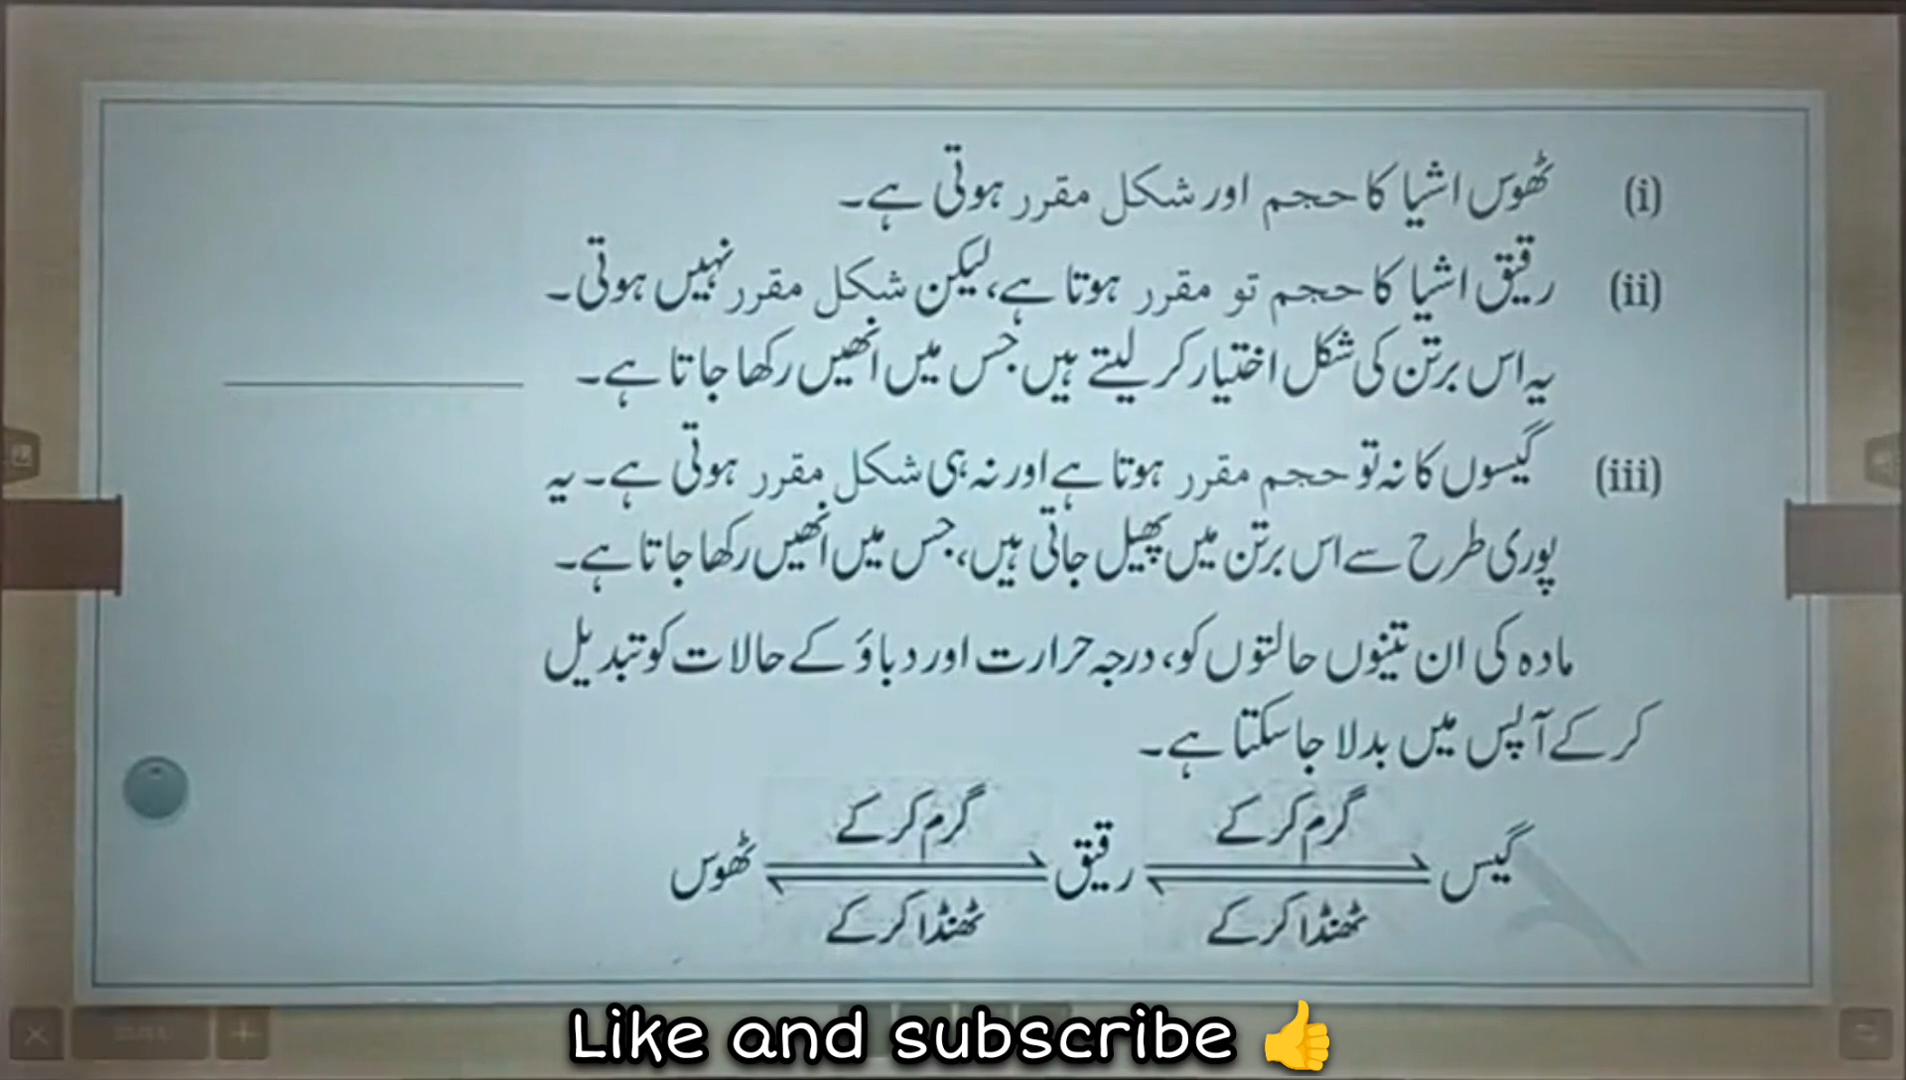 (i) ٹھوس اشیا کا حجم اور شکل مقرر ہوتی ہے۔
(ii) رقیق اشیا کا حجم تو مقرر ہوتا ہے، لیکن شکل مقرر نہیں ہوتی۔
یہ اس برتن کی شکل اختیار کر لیتے ہیں جس میں انھیں رکھا جاتا ہے۔
(iii) گیسوں کا نہ تو حجم مقرر ہوتا ہے اور نہ ہی شکل مقرر ہوتی ہے۔ یہ
پوری طرح سے اس برتن میں پھیل جاتی ہیں، جس میں انھیں رکھا جاتا ہے۔
مادہ کی ان تینوں حالتوں کو، درجہ حرارت اور دباؤ کے حالات کو تبدیل
کر کے آپس میں بدلا جا سکتا ہے۔
گرم کر کے گرم کر کے
گیس رقیق ٹھوس
ٹھنڈا کر کے ٹھنڈا کر کے
Like and subscribe 👍